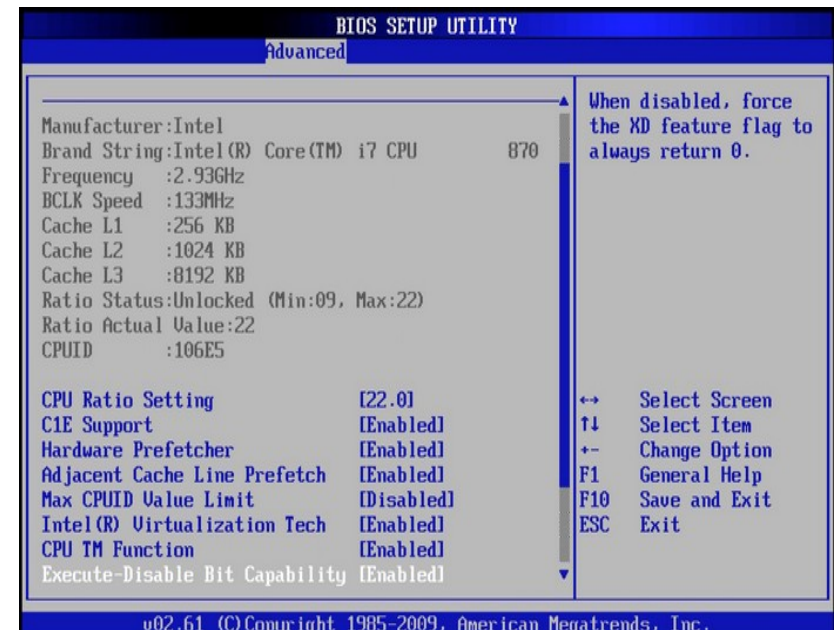 BIOS SETUP UTILITY
Advanced
Manufacturer:Intel
Brand String:Intel(R) Core(TM) i7 CPU 870
Frequency :2.93GHz
BCLK Speed :133MHz
Cache L1 :256 KB
Cache L2 :1024 KB
Cache L3 :8192 KB
Ratio Status:Unlocked (Min:09, Max:22)
Ratio Actual Value:22
CPUID :106E5
CPU Ratio Setting [22.0]
C1E Support [Enabled]
Hardware Prefetcher [Enabled]
Adjacent Cache Line Prefetch [Enabled]
Max CPUID Value Limit [Disabled]
Intel(R) Virtualization Tech [Enabled]
CPU TM Function [Enabled]
Execute-Disable Bit Capability [Enabled]
When disabled, force
the XD feature flag to
always return 0.
↔ Select Screen
↑↓ Select Item
+- Change Option
F1 General Help
F10 Save and Exit
ESC Exit
v02.61 (C)Copyright 1985-2009, American Megatrends, Inc.